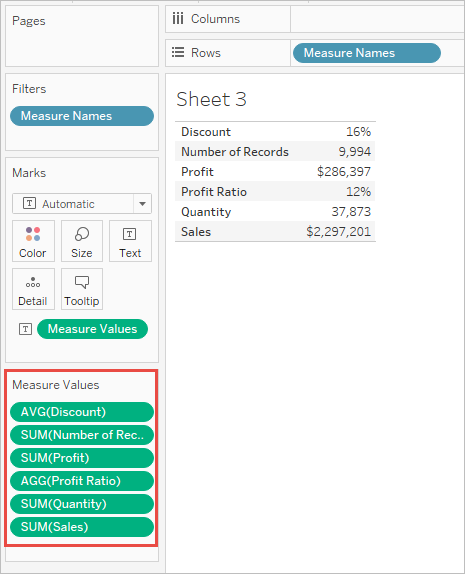 Pages
Columns
Rows
Measure Names
Filters
Measure Names
Sheet 3
Discount 16%
Number of Records 9,994
Profit $286,397
Profit Ratio 12%
Quantity 37,873
Sales $2,297,201
Marks
T Automatic
Color Size T Text
Detail Tooltip
T Measure Values
Measure Values
AVG(Discount)
SUM(Number of Rec..
SUM(Profit)
AGG(Profit Ratio)
SUM(Quantity)
SUM(Sales)